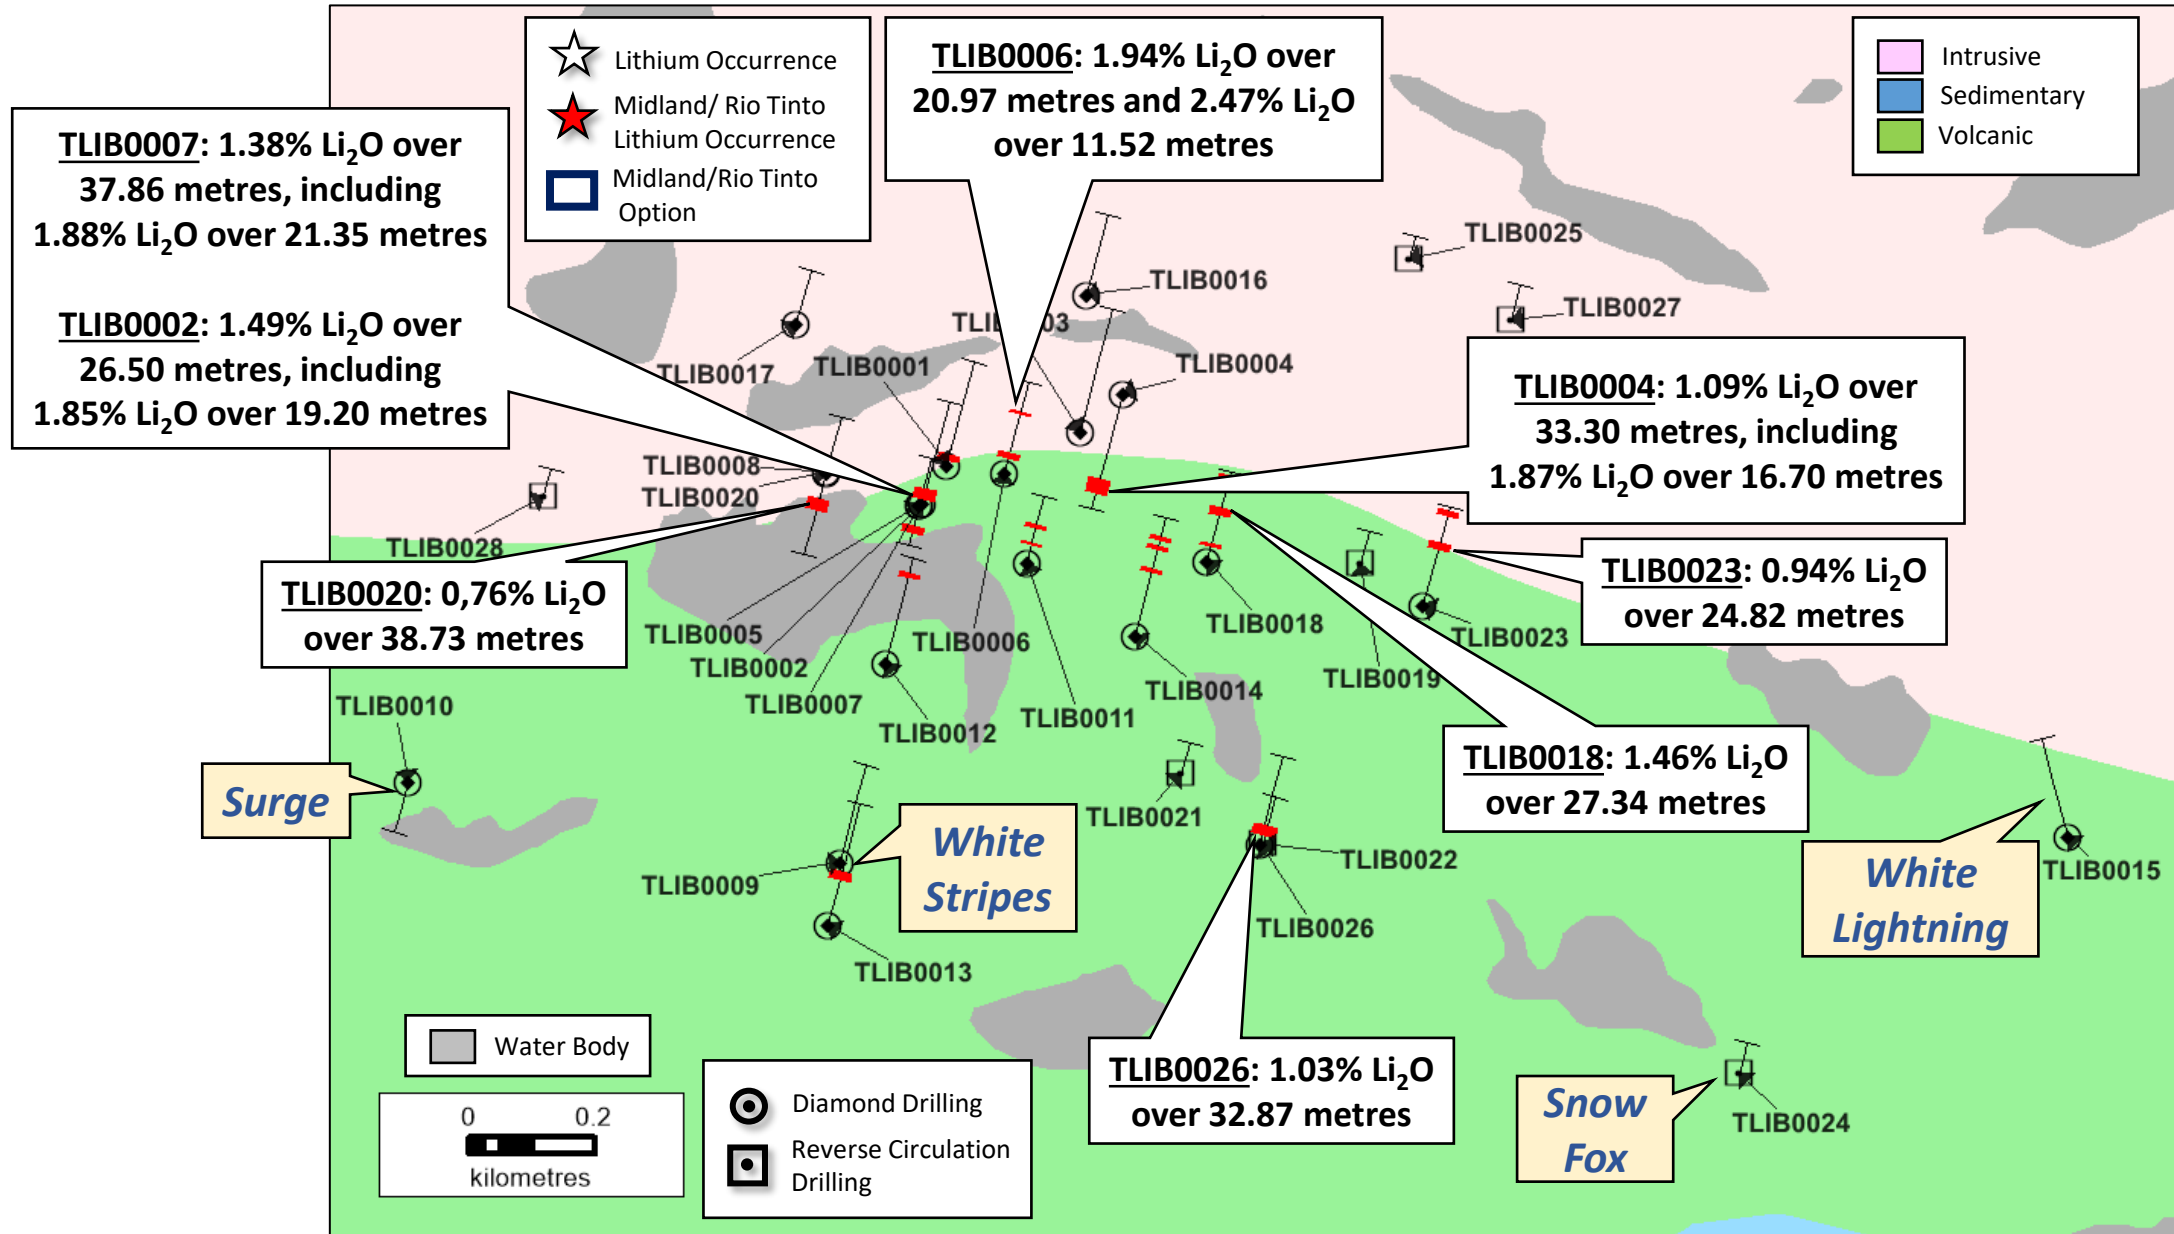 Lithium Occurrence
Midland/ Rio Tinto
Lithium Occurrence
Midland/Rio Tinto
Option
TLIB0006: 1.94% Li₂O over
20.97 metres and 2.47% Li₂O
over 11.52 metres
Intrusive
Sedimentary
Volcanic
TLIB0007: 1.38% Li₂O over
37.86 metres, including
1.88% Li₂O over 21.35 metres
TLIB0002: 1.49% Li₂O over
26.50 metres, including
1.85% Li₂O over 19.20 metres
TLIB0025
TLIB0016
TLIB0027
TLIB0017
TLIB0001
TLIB0004
TLIB0004: 1.09% Li₂O over
33.30 metres, including
1.87% Li₂O over 16.70 metres
TLIB0008
TLIB0020
TLIB0028
TLIB0020: 0,76% Li₂O
over 38.73 metres
TLIB0023: 0.94% Li₂O
over 24.82 metres
TLIB0005
TLIB0002
TLIB0007
TLIB0006
TLIB0012
TLIB0011
TLIB0014
TLIB0018
TLIB0019
TLIB0023
TLIB0010
Surge
TLIB0018: 1.46% Li₂O
over 27.34 metres
TLIB0021
TLIB0009
White
Stripes
TLIB0022
TLIB0026
TLIB0013
TLIB0015
White
Lightning
Water Body
0 0.2
kilometres
Diamond Drilling
Reverse Circulation
Drilling
TLIB0026: 1.03% Li₂O
over 32.87 metres
Snow
Fox
TLIB0024